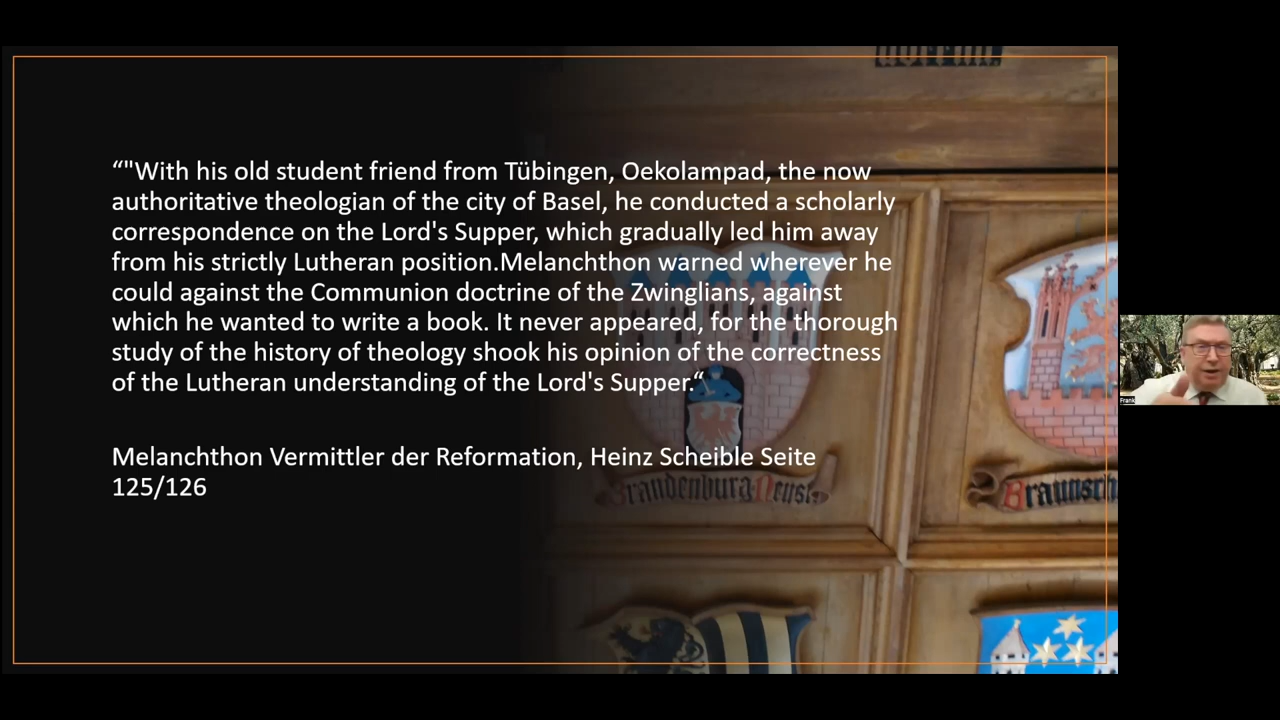 “"With his old student friend from Tübingen, Oekolampad, the now
authoritative theologian of the city of Basel, he conducted a scholarly
correspondence on the Lord's Supper, which gradually led him away
from his strictly Lutheran position.Melanchthon warned wherever he
could against the Communion doctrine of the Zwinglians, against
which he wanted to write a book. It never appeared, for the thorough
study of the history of theology shook his opinion of the correctness
of the Lutheran understanding of the Lord's Supper.“
Melanchthon Vermittler der Reformation, Heinz Scheible Seite
125/126
Brandenburg Neust.
Braunsch
Frank